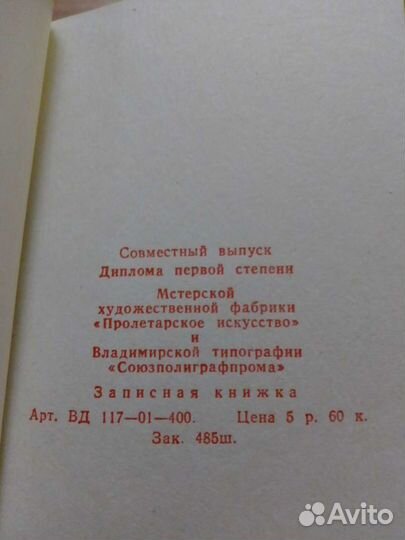 Совместный выпуск
Диплома первой степени
Мстерской
художественной фабрики
«Пролетарское искусство»
и
Владимирской типографии
«Союзполиграфпрома»
Записная книжка
Арт. ВД 117—01—400. Цена 5 р. 60 к.
Зак. 485ш.
Avito